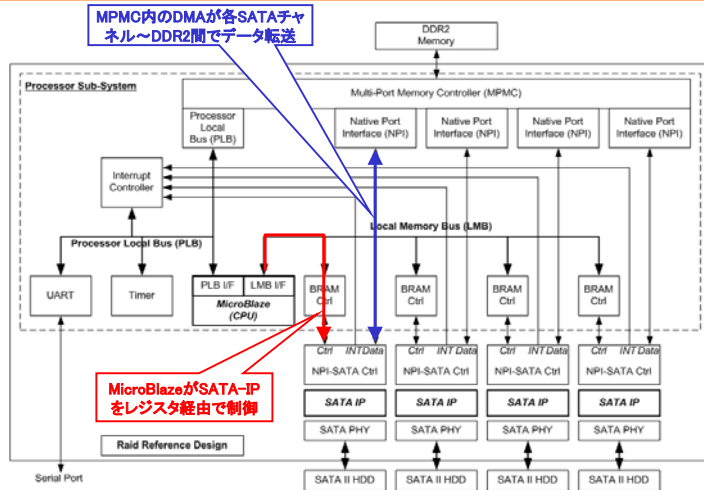 MPMC内のDMAが各SATAチャ
ネル～DDR2間でデータ転送
DDR2
Memory
Processor Sub-System
Multi-Port Memory Controller (MPMC)
Processor
Local
Bus (PLB)
Native Port
Interface (NPI)
Native Port
Interface (NPI)
Native Port
Interface (NPI)
Native Port
Interface (NPI)
Interrupt
Controller
Processor Local Bus (PLB)
Local Memory Bus (LMB)
UART
Timer
PLB I/F
LMB I/F
MicroBlaze
(CPU)
BRAM
Ctrl
BRAM
Ctrl
BRAM
Ctrl
BRAM
Ctrl
MicroBlazeがSATA-IP
をレジスタ経由で制御
Ctrl INT Data
NPI-SATA Ctrl
Ctrl INT Data
NPI-SATA Ctrl
Ctrl INT Data
NPI-SATA Ctrl
Ctrl INT Data
NPI-SATA Ctrl
SATA IP
SATA IP
SATA IP
SATA IP
SATA PHY
SATA PHY
SATA PHY
SATA PHY
Raid Reference Design
Serial Port
SATA II HDD
SATA II HDD
SATA II HDD
SATA II HDD